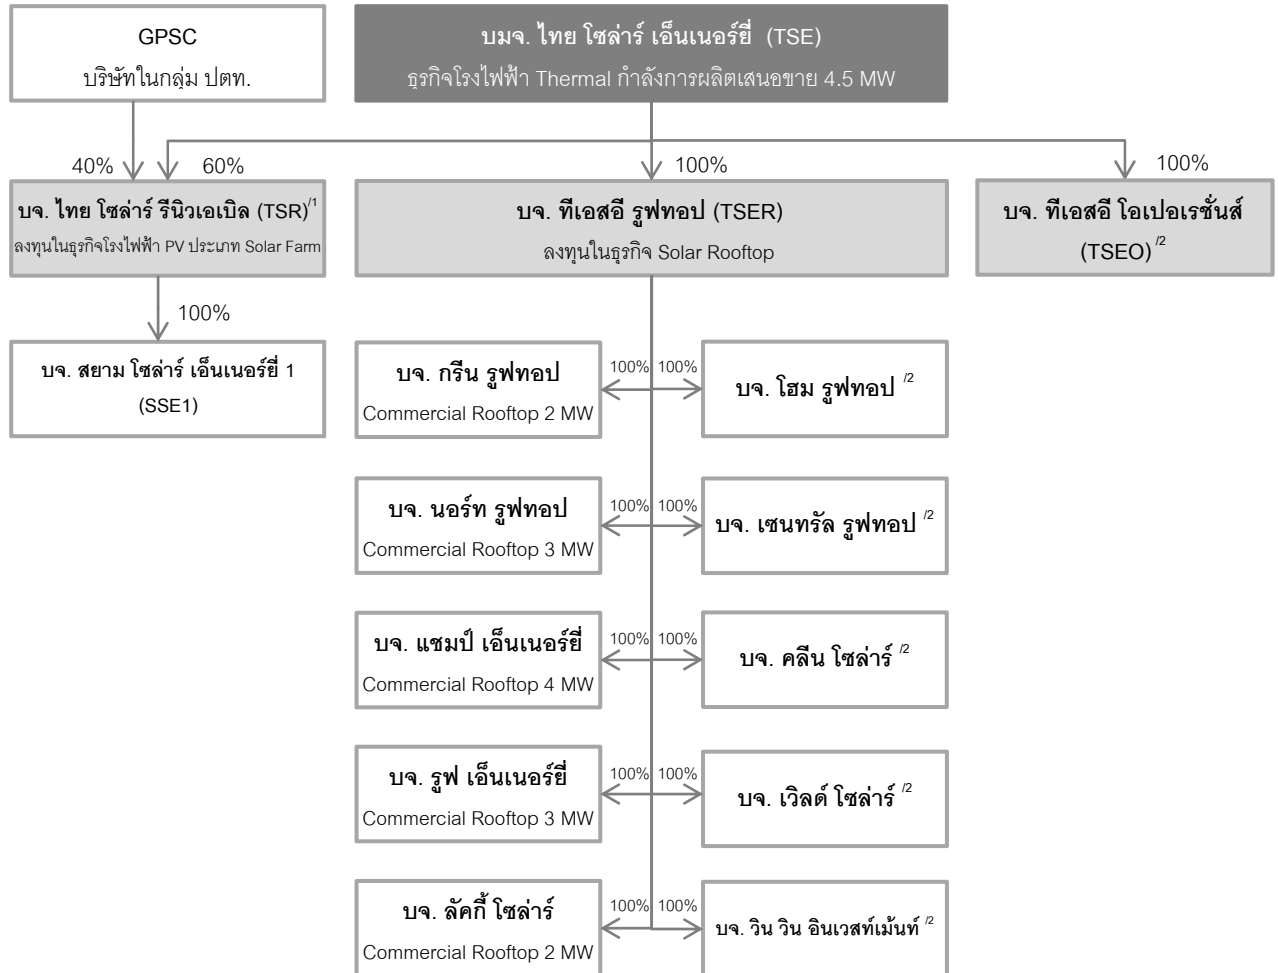 GPSC
บริษัทในกลุ่ม ปตท.
บมจ. ไทย โซล่าร์ เอ็นเนอร์ยี่ (TSE)
ธุรกิจโรงไฟฟ้า Thermal กำลังการผลิตเสนอขาย 4.5 MW
40%
60%
100%
100%
บจ. ไทย โซล่าร์ รีนิวเอเบิล (TSR)/1
ลงทุนในธุรกิจโรงไฟฟ้า PV ประเภท Solar Farm
บจ. ทีเอสอี รูฟทอป (TSER)
ลงทุนในธุรกิจ Solar Rooftop
บจ. ทีเอสอี โอเปอเรชั่นส์
(TSEO) /2
100%
บจ. สยาม โซล่าร์ เอ็นเนอร์ยี่ 1
(SSE1)
บจ. กรีน รูฟทอป
Commercial Rooftop 2 MW
100% 100%
บจ. โฮม รูฟทอป /2
บจ. นอร์ท รูฟทอป
Commercial Rooftop 3 MW
100% 100%
บจ. เซนทรัล รูฟทอป /2
บจ. แชมป์ เอ็นเนอร์ยี่
Commercial Rooftop 4 MW
100% 100%
บจ. คลีน โซล่าร์ /2
บจ. รูฟ เอ็นเนอร์ยี่
Commercial Rooftop 3 MW
100% 100%
บจ. เวิลด์ โซล่าร์ /2
บจ. ลัคกี้ โซล่าร์
Commercial Rooftop 2 MW
100% 100%
บจ. วิน วิน อินเวสท์เม้นท์ /2